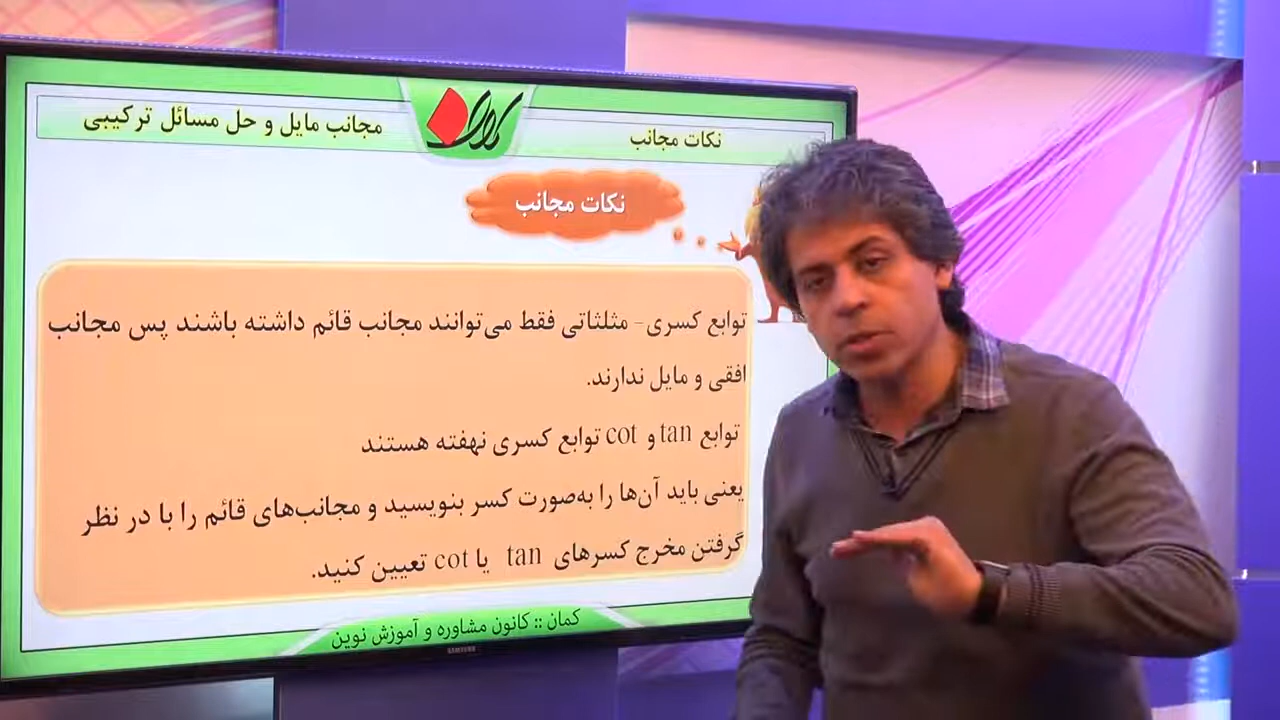 نکات مجانب
مجانب مایل و حل مسائل ترکیبی
نکات مجانب
توابع کسری- مثلثاتی فقط می‌توانند مجانب قائم داشته باشند پس مجانب
افقی و مایل ندارند.
توابع tan و cot توابع کسری نهفته هستند
یعنی باید آن‌ها را به‌صورت کسر بنویسید و مجانب‌های قائم را با در نظر
گرفتن مخرج کسرهای tan یا cot تعیین کنید.
کمان :: کانون مشاوره و آموزش نوین
SAMSUNG